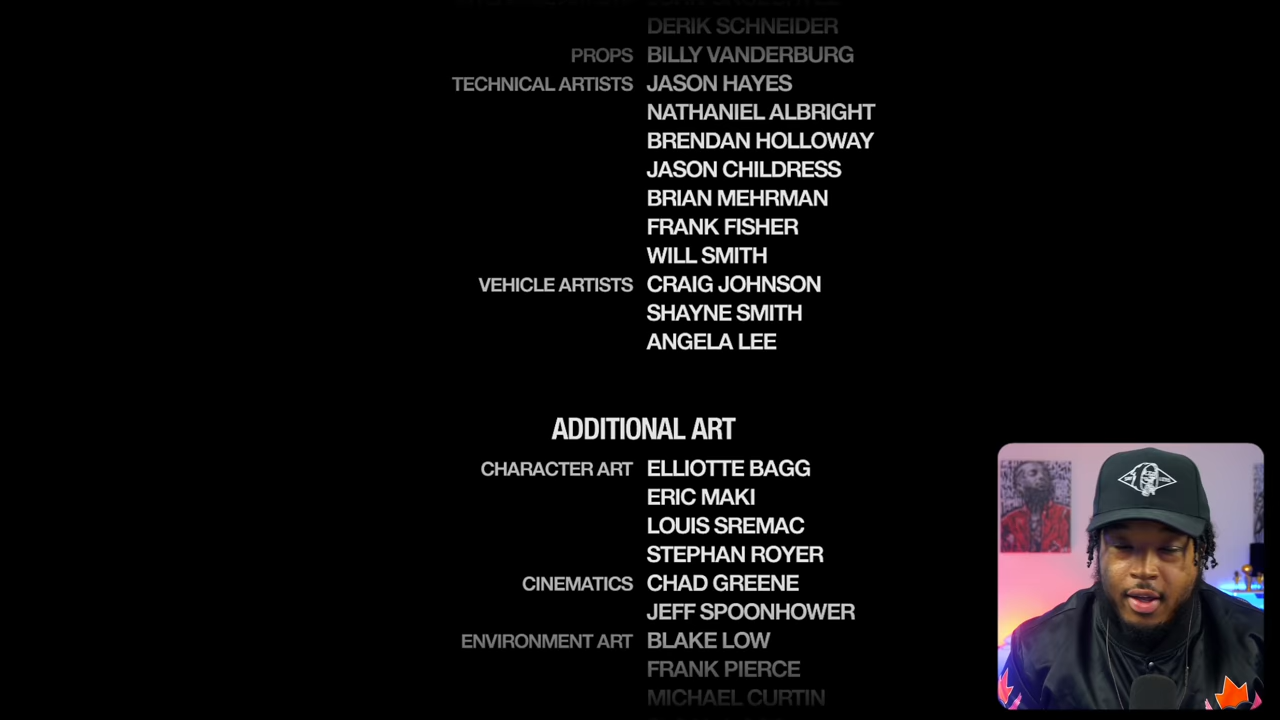 DERIK SCHNEIDER
PROPS BILLY VANDERBURG
TECHNICAL ARTISTS JASON HAYES
NATHANIEL ALBRIGHT
BRENDAN HOLLOWAY
JASON CHILDRESS
BRIAN MEHRMAN
FRANK FISHER
WILL SMITH
VEHICLE ARTISTS CRAIG JOHNSON
SHAYNE SMITH
ANGELA LEE
ADDITIONAL ART
CHARACTER ART ELLIOTTE BAGG
ERIC MAKI
LOUIS SREMAC
STEPHAN ROYER
CINEMATICS CHAD GREENE
JEFF SPOONHOWER
ENVIRONMENT ART BLAKE LOW
FRANK PIERCE
MICHAEL CURTIN